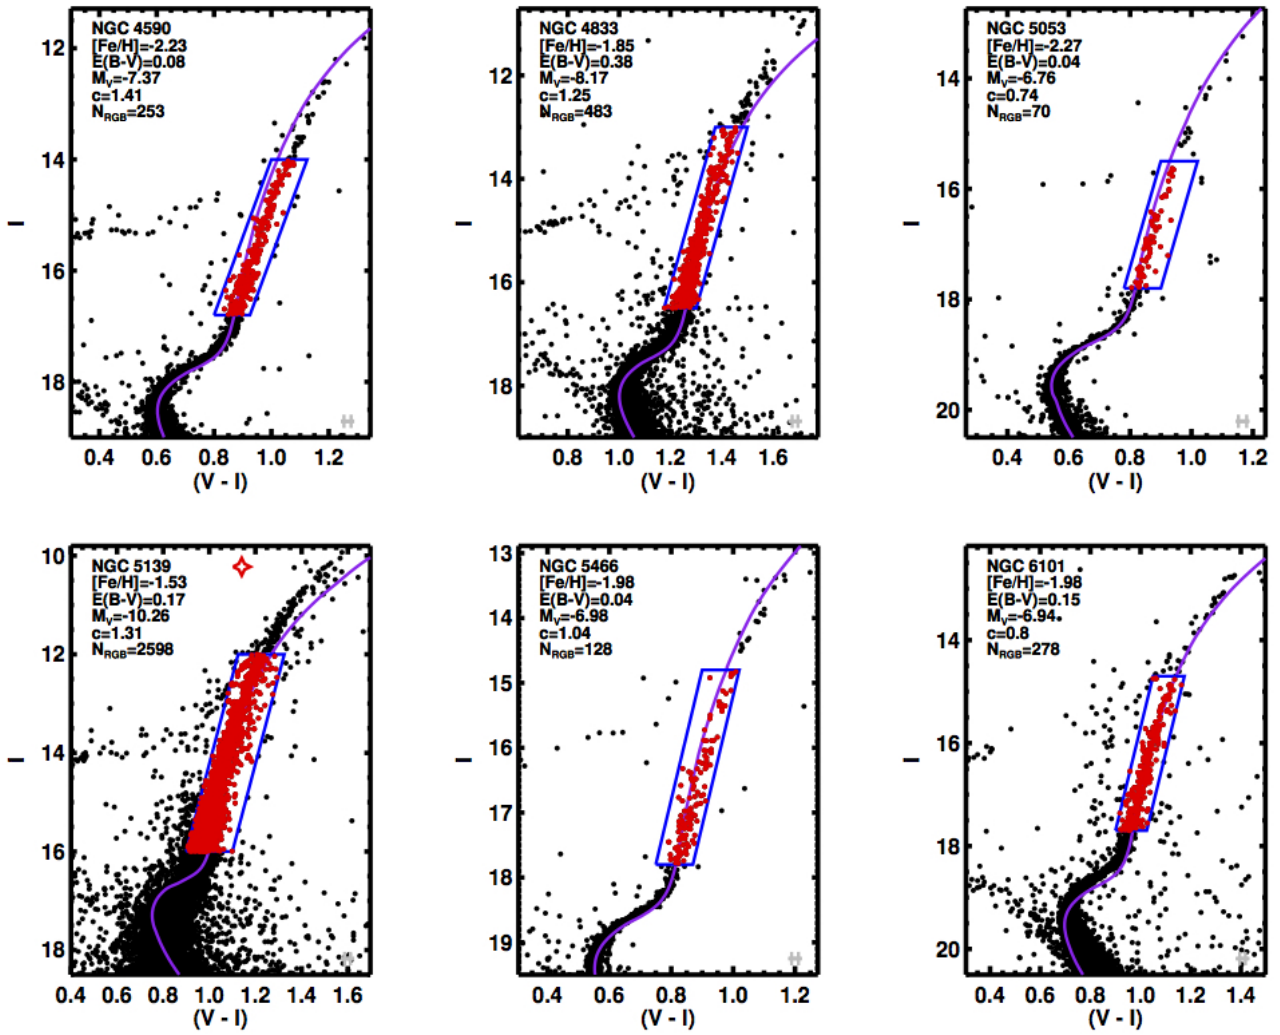 NGC 4590
[Fe/H]=-2.23
E(B-V)=0.08
M_V=-7.37
c=1.41
N_RGB=253
12
14
16
18
I
0.4 0.6 0.8 1.0 1.2
(V - I)
NGC 4833
[Fe/H]=-1.85
E(B-V)=0.38
M_V=-8.17
c=1.25
N_RGB=483
12
14
16
18
I
0.8 1.0 1.2 1.4 1.6
(V - I)
NGC 5053
[Fe/H]=-2.27
E(B-V)=0.04
M_V=-6.76
c=0.74
N_RGB=70
14
16
18
20
I
0.4 0.6 0.8 1.0 1.2
(V - I)
NGC 5139
[Fe/H]=-1.53
E(B-V)=0.17
M_V=-10.26
c=1.31
N_RGB=2598
10
12
14
16
18
I
0.4 0.6 0.8 1.0 1.2 1.4 1.6
(V - I)
NGC 5466
[Fe/H]=-1.98
E(B-V)=0.04
M_V=-6.98
c=1.04
N_RGB=128
13
14
15
16
17
18
19
I
0.4 0.6 0.8 1.0 1.2
(V - I)
NGC 6101
[Fe/H]=-1.98
E(B-V)=0.15
M_V=-6.94
c=0.8
N_RGB=278
14
16
18
20
I
0.4 0.6 0.8 1.0 1.2 1.4
(V - I)